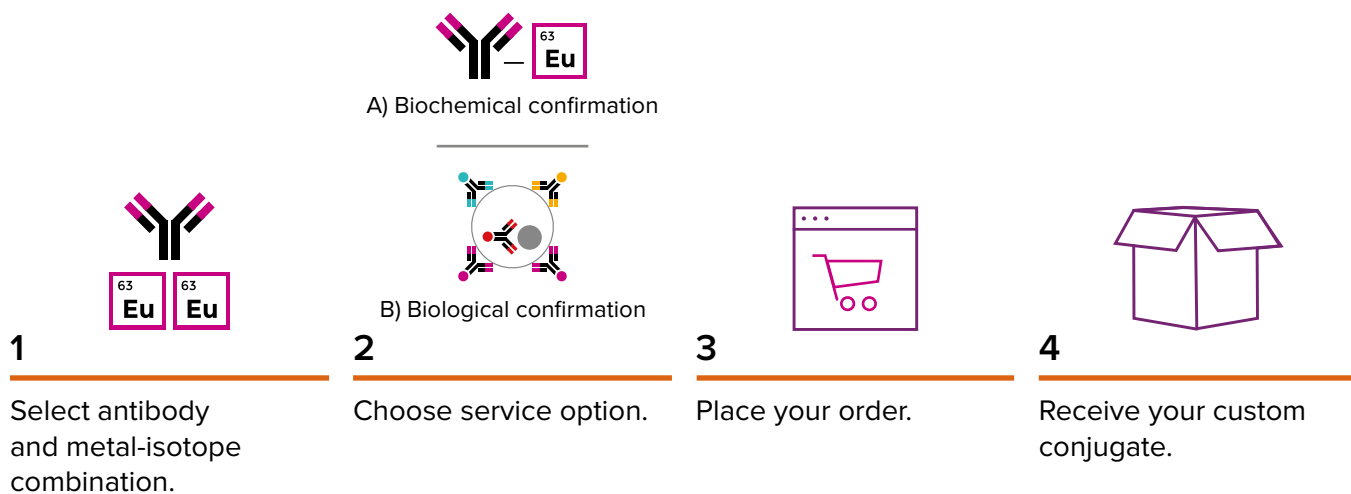 63
Eu
A) Biochemical confirmation
B) Biological confirmation
63
Eu
63
Eu
1
Select antibody
and metal-isotope
combination.
2
Choose service option.
3
Place your order.
4
Receive your custom
conjugate.